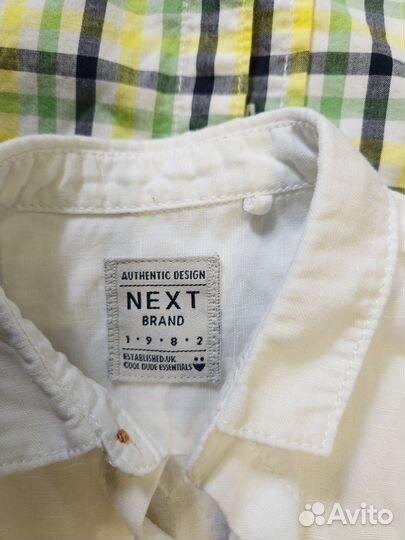 AUTHENTIC DESIGN
NEXT
BRAND
1•9•8•2
ESTABLISHED.UK
COOL DUDE ESSENTIALS
Avito